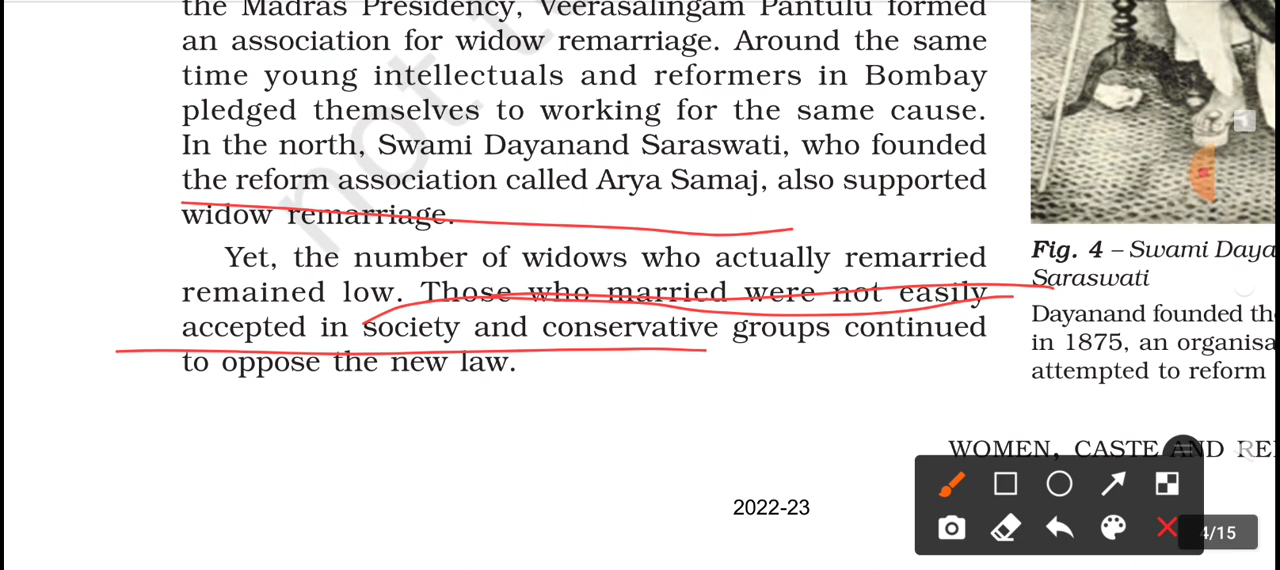 the Madras Presidency, Veerasalingam Pantulu formed
an association for widow remarriage. Around the same
time young intellectuals and reformers in Bombay
pledged themselves to working for the same cause.
In the north, Swami Dayanand Saraswati, who founded
the reform association called Arya Samaj, also supported
widow remarriage.
Yet, the number of widows who actually remarried
remained low. Those who married were not easily
accepted in society and conservative groups continued
to oppose the new law.
Fig. 4 – Swami Daya
Saraswati
Dayanand founded th
in 1875, an organisa
attempted to reform
WOMEN, CASTE AND RE
2022-23
4/15
not t